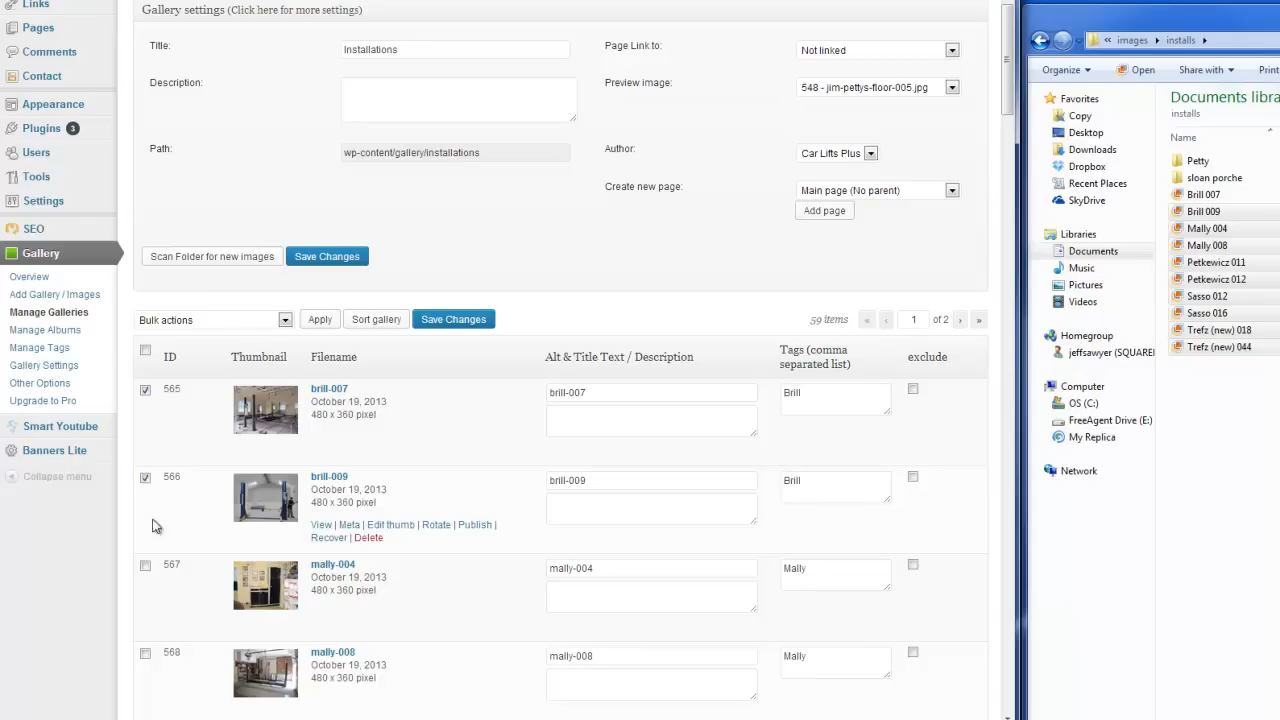 Links
Pages
Comments
Contact
Appearance
Plugins 3
Users
Tools
Settings
SEO
Gallery
Overview
Add Gallery / Images
Manage Galleries
Manage Albums
Manage Tags
Gallery Settings
Other Options
Upgrade to Pro
Smart Youtube
Banners Lite
Collapse menu
Gallery settings (Click here for more settings)
Title: Installations Page Link to: Not linked
Description: Preview image: 548 - jim-pettys-floor-005.jpg
Path: wp-content/gallery/installations Author: Car Lifts Plus
Create new page: Main page (No parent)
Add page
Scan Folder for new images Save Changes
Bulk actions Apply Sort gallery Save Changes 59 items « ‹ 1 of 2 › »
ID Thumbnail Filename Alt & Title Text / Description Tags (comma separated list) exclude
565 brill-007 brill-007 Brill
October 19, 2013
480 x 360 pixel
566 brill-009 brill-009 Brill
October 19, 2013
480 x 360 pixel
View | Meta | Edit thumb | Rotate | Publish |
Recover | Delete
567 mally-004 mally-004 Mally
October 19, 2013
480 x 360 pixel
568 mally-008 mally-008 Mally
October 19, 2013
480 x 360 pixel
« images installs
Organize Open Share with Print
Favorites
Copy
Desktop
Downloads
Dropbox
Recent Places
SkyDrive
Libraries
Documents
Music
Pictures
Videos
Homegroup
jeffsawyer (SQUARE
Computer
OS (C:)
FreeAgent Drive (E:)
My Replica
Network
Documents libra
installs
Name
Petty
sloan porche
Brill 007
Brill 009
Mally 004
Mally 008
Petkewicz 011
Petkewicz 012
Sasso 012
Sasso 016
Trefz (new) 018
Trefz (new) 044